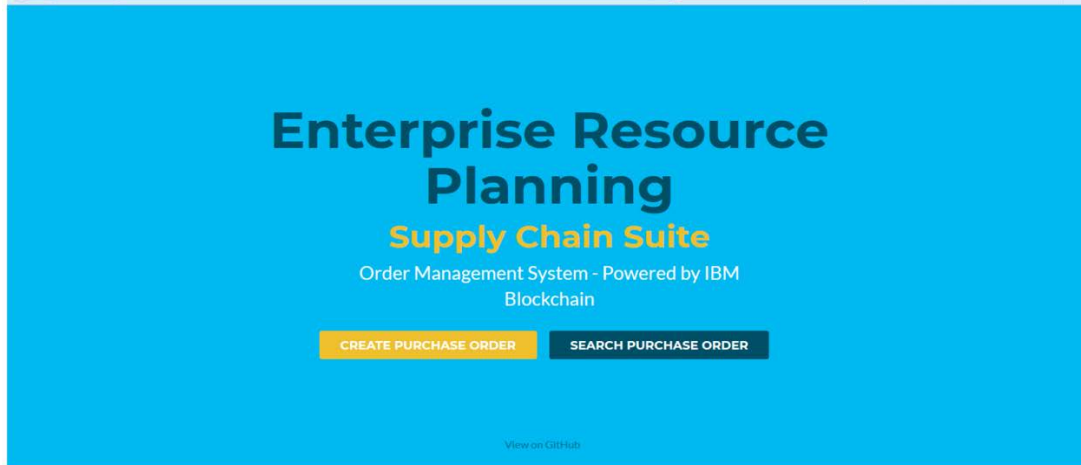 Enterprise Resource
Planning
Supply Chain Suite
Order Management System - Powered by IBM
Blockchain
CREATE PURCHASE ORDER
SEARCH PURCHASE ORDER
View on GitHub